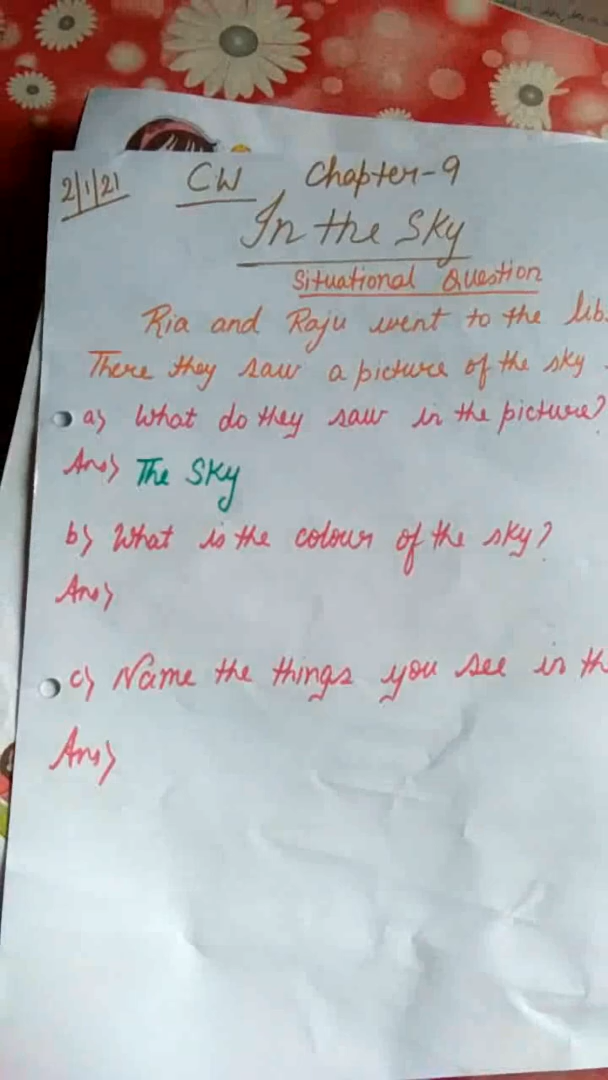 2/1/21 CW Chapter-9
In the Sky
Situational Question
Ria and Raju went to the lib
There they saw a picture of the sky.
a) What do they saw in the picture?
Ans) The Sky
b) What is the colour of the sky?
Ans)
c) Name the things you see in th
Ans)